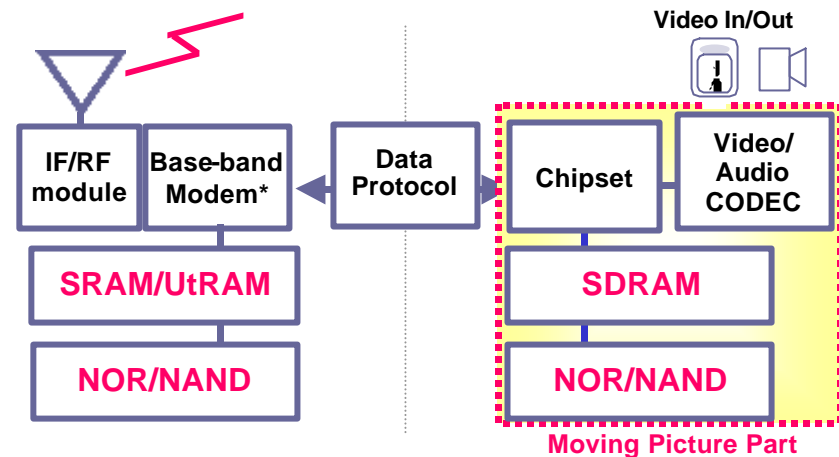 Video In/Out
IF/RF
module
Base-band
Modem*
Data
Protocol
Chipset
Video/
Audio
CODEC
SRAM/UtRAM
SDRAM
NOR/NAND
NOR/NAND
Moving Picture Part